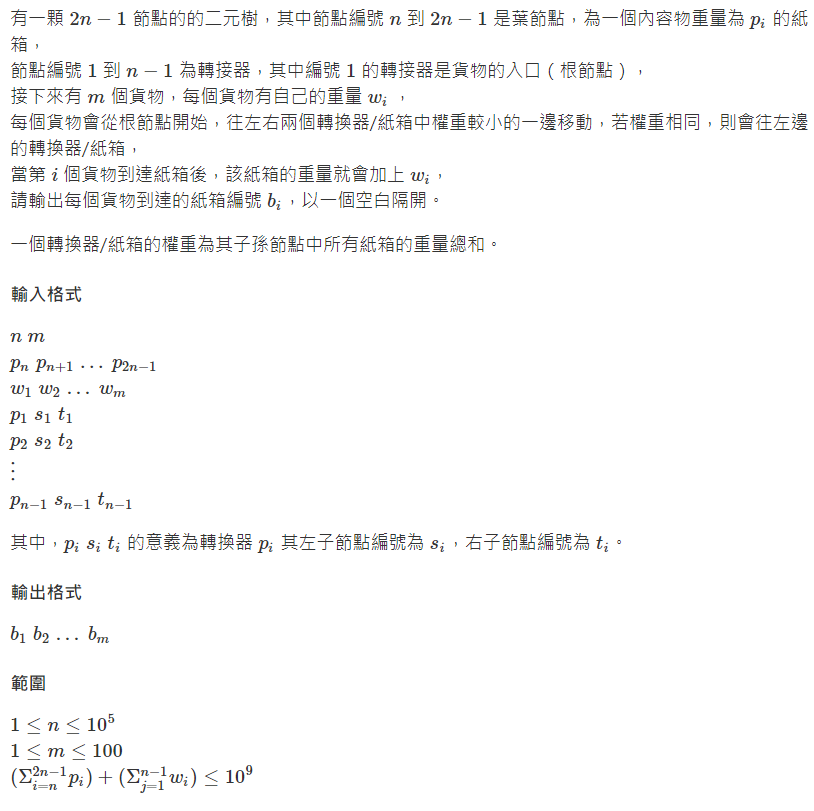 有一顆 2n − 1 節點的的二元樹，其中節點編號 n 到 2n − 1 是葉節點，為一個內容物重量為 p_i 的紙
箱，
節點編號 1 到 n − 1 為轉接器，其中編號 1 的轉接器是貨物的入口（根節點），
接下來有 m 個貨物，每個貨物有自己的重量 w_i ，
每個貨物會從根節點開始，往左右兩個轉換器/紙箱中權重較小的一邊移動，若權重相同，則會往左邊
的轉換器/紙箱，
當第 i 個貨物到達紙箱後，該紙箱的重量就會加上 w_i，
請輸出每個貨物到達的紙箱編號 b_i，以一個空白隔開。
一個轉換器/紙箱的權重為其子孫節點中所有紙箱的重量總和。
輸入格式
n m
p_n p_{n+1} … p_{2n−1}
w_1 w_2 … w_m
p_1 s_1 t_1
p_2 s_2 t_2
⋮
p_{n−1} s_{n−1} t_{n−1}
其中，p_i s_i t_i 的意義為轉換器 p_i 其左子節點編號為 s_i，右子節點編號為 t_i。
輸出格式
b_1 b_2 … b_m
範圍
1 ≤ n ≤ 10^5
1 ≤ m ≤ 100
(Σ_{i=n}^{2n−1} p_i) + (Σ_{j=1}^{n−1} w_i) ≤ 10^9